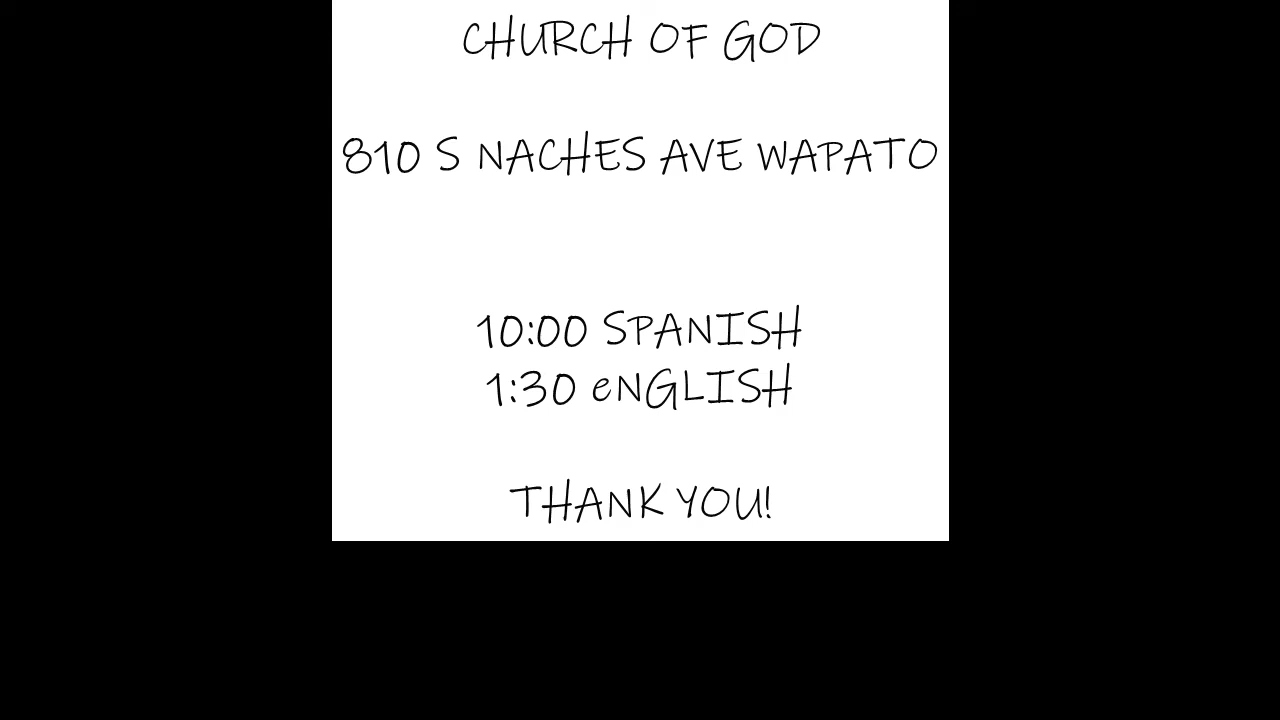 CHURCH OF GOD
810 S NACHES AVE WAPATO
10:00 SPANISH
1:30 eNGLISH
THANK YOU!